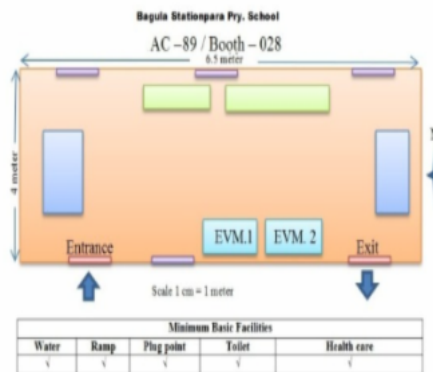 Bagula Stationpara Pry. School
AC –89 / Booth – 028
6.5 meter
4 meter
EVM.1 EVM. 2
Entrance Exit
Scale 1 cm = 1 meter
Minimum Basic Facilities
Water Ramp Plug point Toilet Health care
√ √ √ √ √